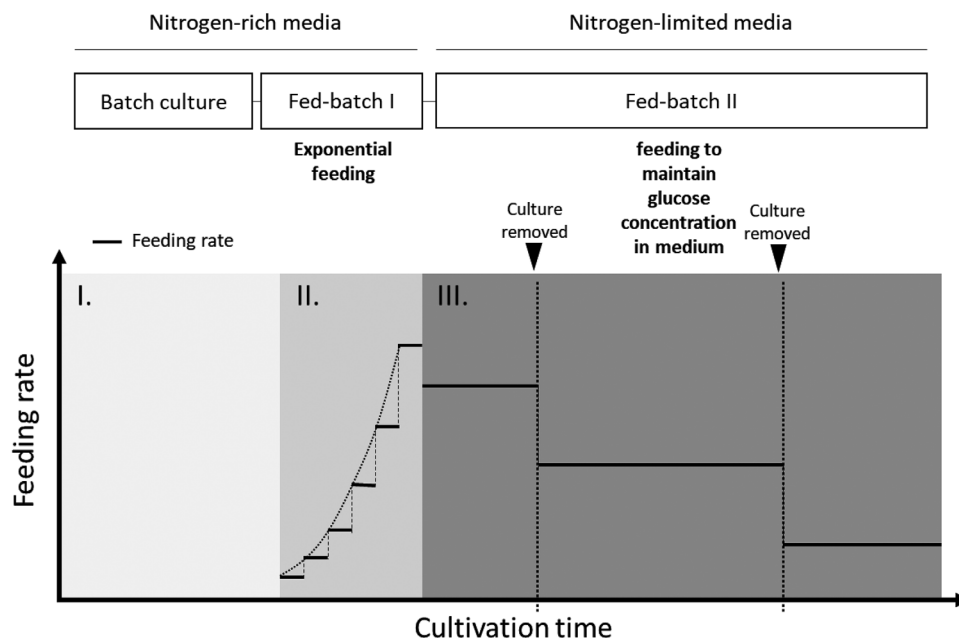 Nitrogen-rich media
Nitrogen-limited media
Batch culture
Fed-batch I
Fed-batch II
Exponential
feeding
feeding to
maintain
glucose
concentration
in medium
Culture
removed
Culture
removed
Feeding rate
I.
II.
III.
Feeding rate
Cultivation time